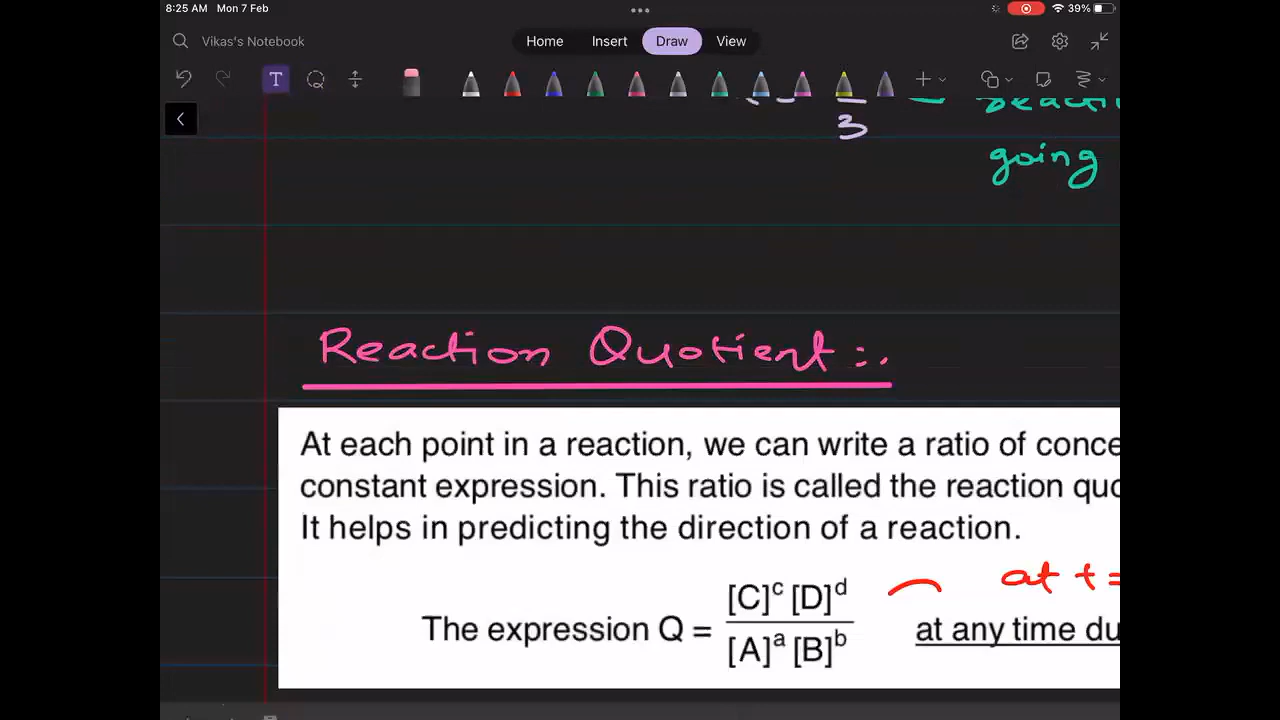 8:25 AM Mon 7 Feb
39%
Vikas's Notebook
Home Insert Draw View
T
3
going
Reaction Quotient :.
At each point in a reaction, we can write a ratio of conce
constant expression. This ratio is called the reaction quo
It helps in predicting the direction of a reaction.
at t =
The expression Q = [C]ᶜ [D]ᵈ / [A]ᵃ [B]ᵇ
at any time du